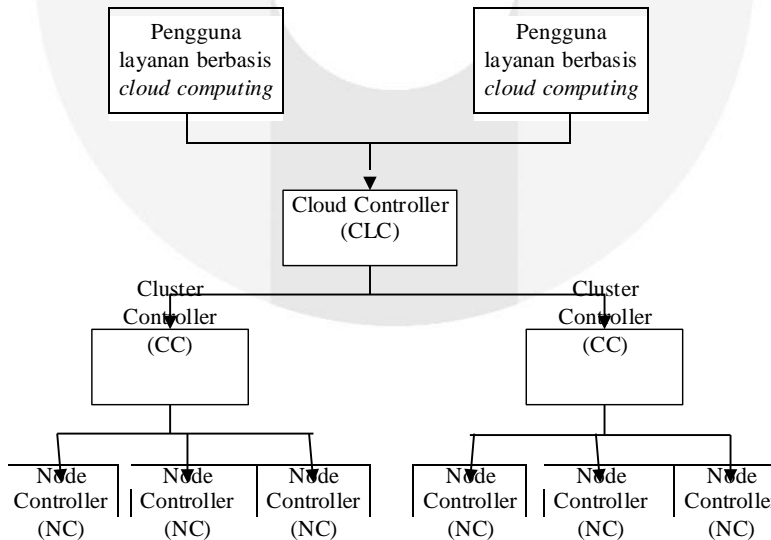 Pengguna
layanan berbasis
cloud computing
Pengguna
layanan berbasis
cloud computing
Cloud Controller
(CLC)
Cluster
Controller
(CC)
Cluster
Controller
(CC)
Node
Controller
(NC)
Node
Controller
(NC)
Node
Controller
(NC)
Node
Controller
(NC)
Node
Controller
(NC)
Node
Controlle
(NC)